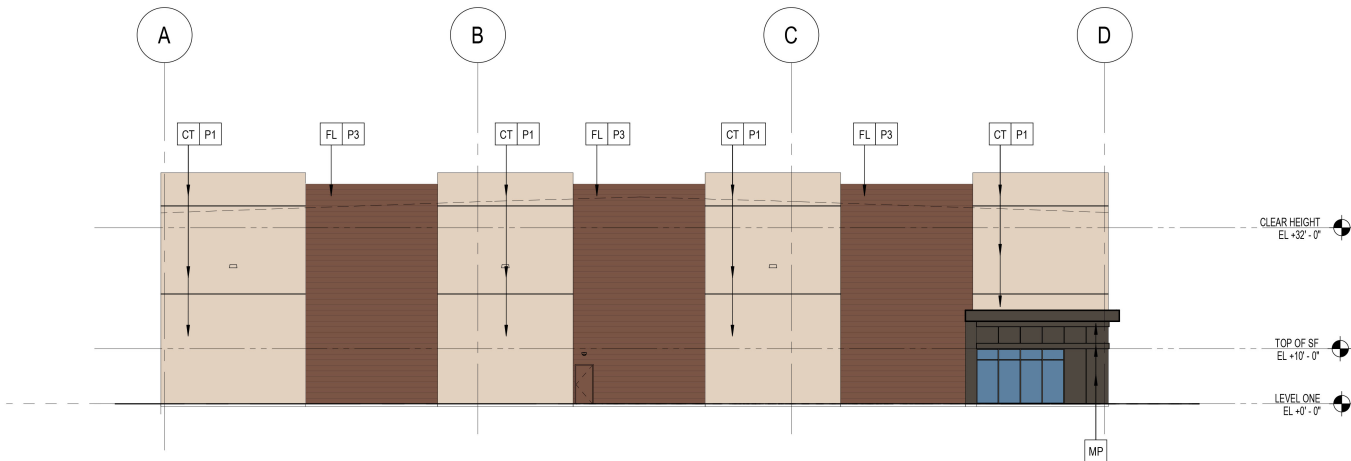 A B C D
CT P1 FL P3 CT P1 FL P3 CT P1 FL P3 CT P1
CLEAR HEIGHT
EL +32' - 0"
TOP OF SF
EL +10' - 0"
LEVEL ONE
EL +0' - 0"
MP